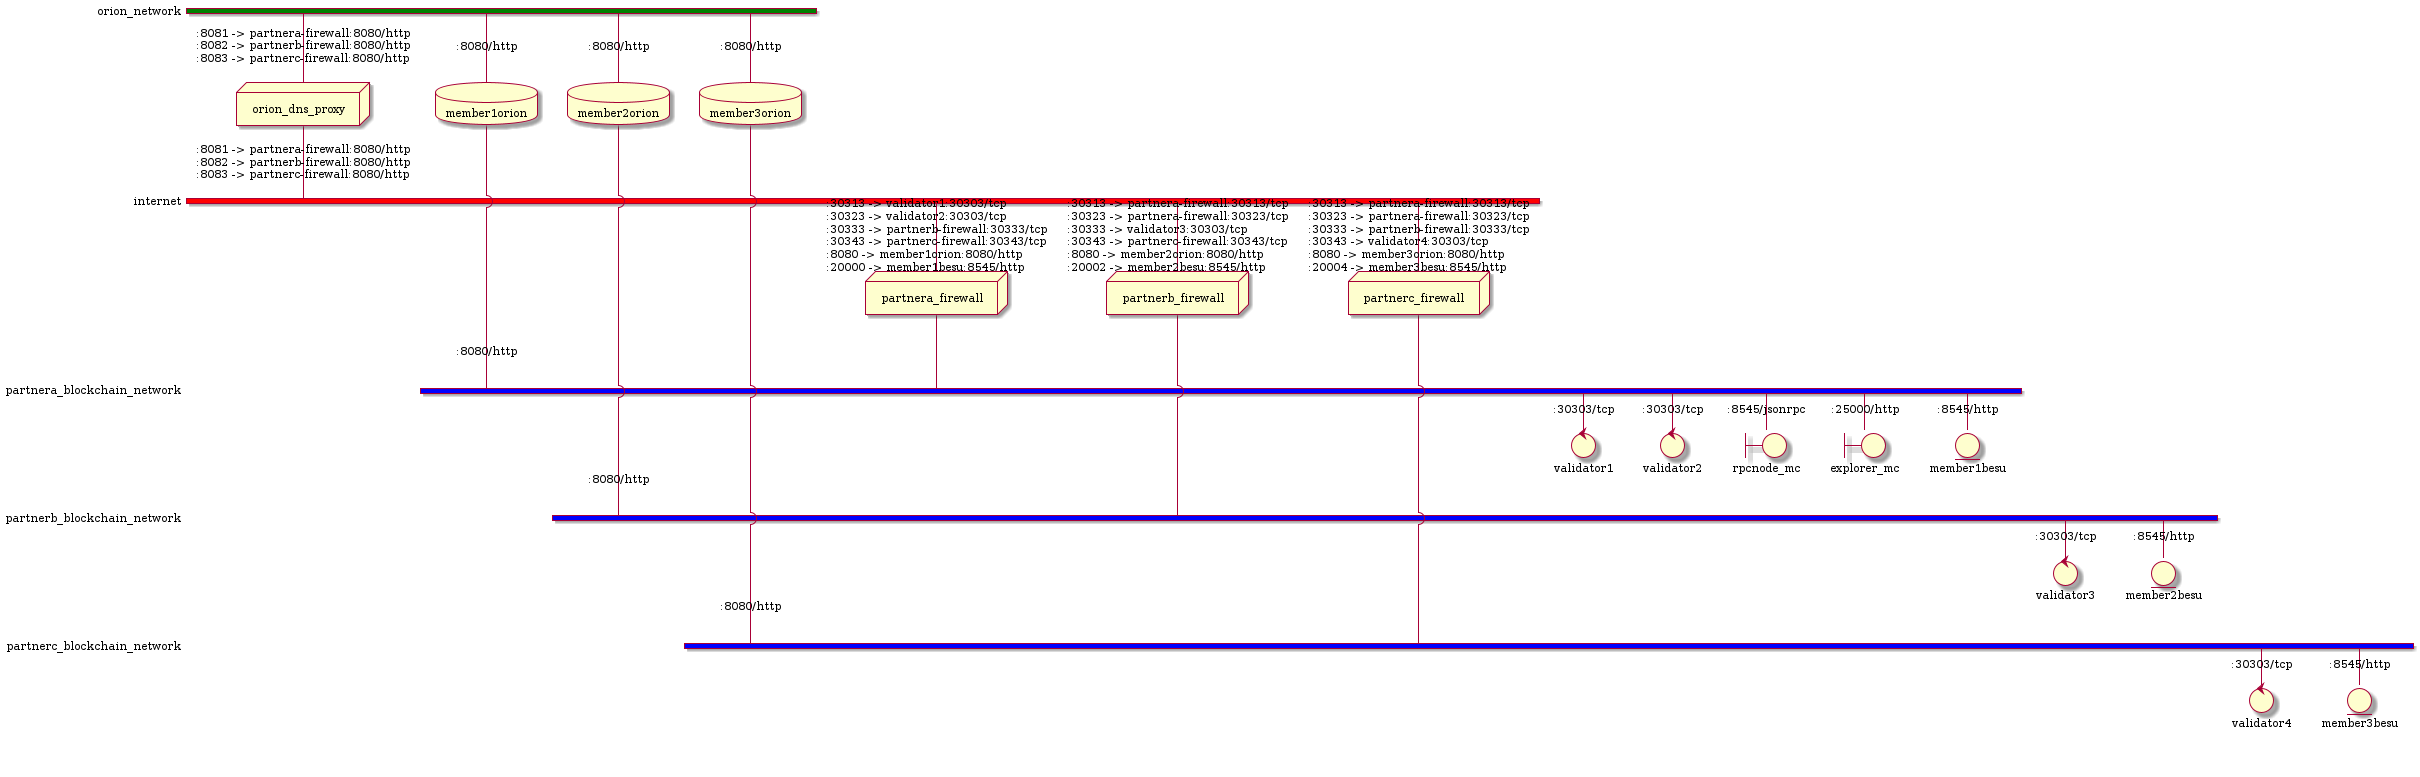 orion_network
:8081 -> partnera-firewall:8080/http
:8082 -> partnerb-firewall:8080/http
:8083 -> partnerc-firewall:8080/http
:8080/http
:8080/http
:8080/http
orion_dns_proxy
member1orion
member2orion
member3orion
:8081 -> partnera-firewall:8080/http
:8082 -> partnerb-firewall:8080/http
:8083 -> partnerc-firewall:8080/http
internet
:30313 -> validator1:30303/tcp
:30323 -> validator2:30303/tcp
:30333 -> partnerb-firewall:30333/tcp
:30343 -> partnerc-firewall:30343/tcp
:8080 -> member1orion:8080/http
:20000 -> member1besu:8545/http
:30313 -> partnera-firewall:30313/tcp
:30323 -> partnera-firewall:30323/tcp
:30333 -> validator3:30303/tcp
:30343 -> partnerc-firewall:30343/tcp
:8080 -> member2orion:8080/http
:20002 -> member2besu:8545/http
:30313 -> partnera-firewall:30313/tcp
:30323 -> partnera-firewall:30323/tcp
:30333 -> partnerb-firewall:30333/tcp
:30343 -> validator4:30303/tcp
:8080 -> member3orion:8080/http
:20004 -> member3besu:8545/http
partnera_firewall
partnerb_firewall
partnerc_firewall
:8080/http
partnera_blockchain_network
:30303/tcp
:30303/tcp
:8545/jsonrpc
:25000/http
:8545/http
validator1
validator2
rpcnode_mc
explorer_mc
member1besu
:8080/http
partnerb_blockchain_network
:30303/tcp
:8545/http
validator3
member2besu
:8080/http
partnerc_blockchain_network
:30303/tcp
:8545/http
validator4
member3besu